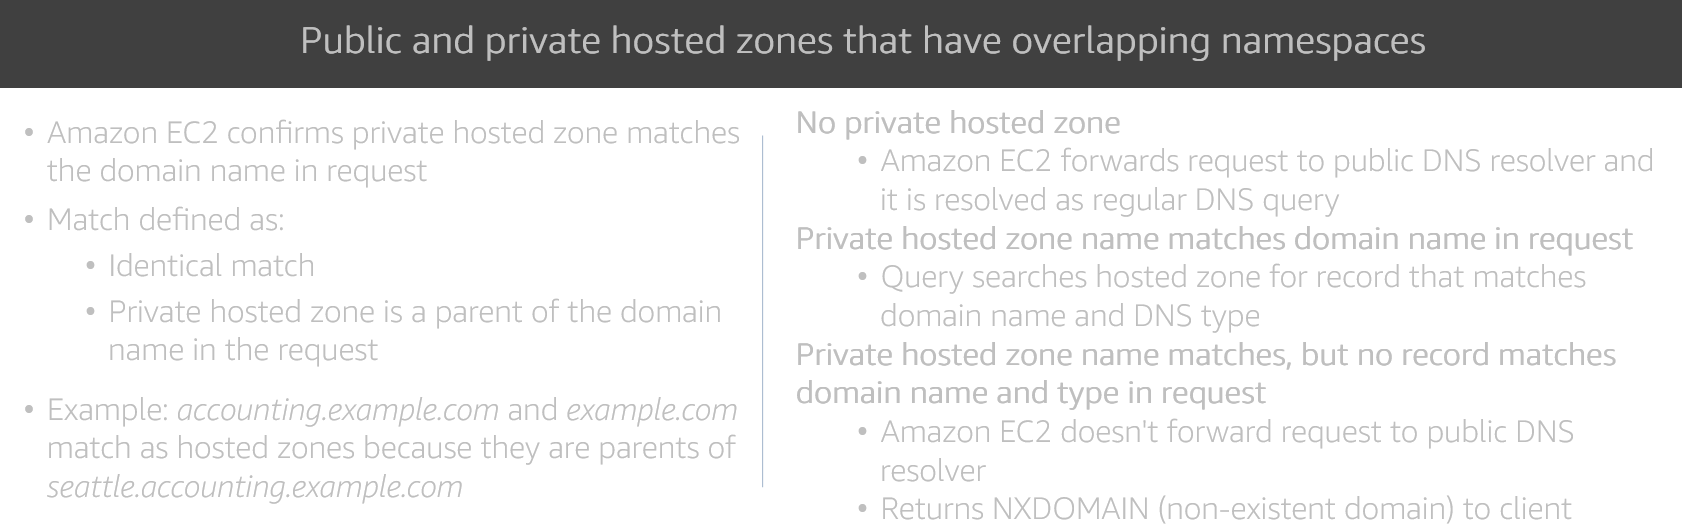 Public and private hosted zones that have overlapping namespaces
• Amazon EC2 confirms private hosted zone matches
the domain name in request
• Match defined as:
• Identical match
• Private hosted zone is a parent of the domain
name in the request
• Example: accounting.example.com and example.com
match as hosted zones because they are parents of
seattle.accounting.example.com
No private hosted zone
• Amazon EC2 forwards request to public DNS resolver and
it is resolved as regular DNS query
Private hosted zone name matches domain name in request
• Query searches hosted zone for record that matches
domain name and DNS type
Private hosted zone name matches, but no record matches
domain name and type in request
• Amazon EC2 doesn't forward request to public DNS
resolver
• Returns NXDOMAIN (non-existent domain) to client